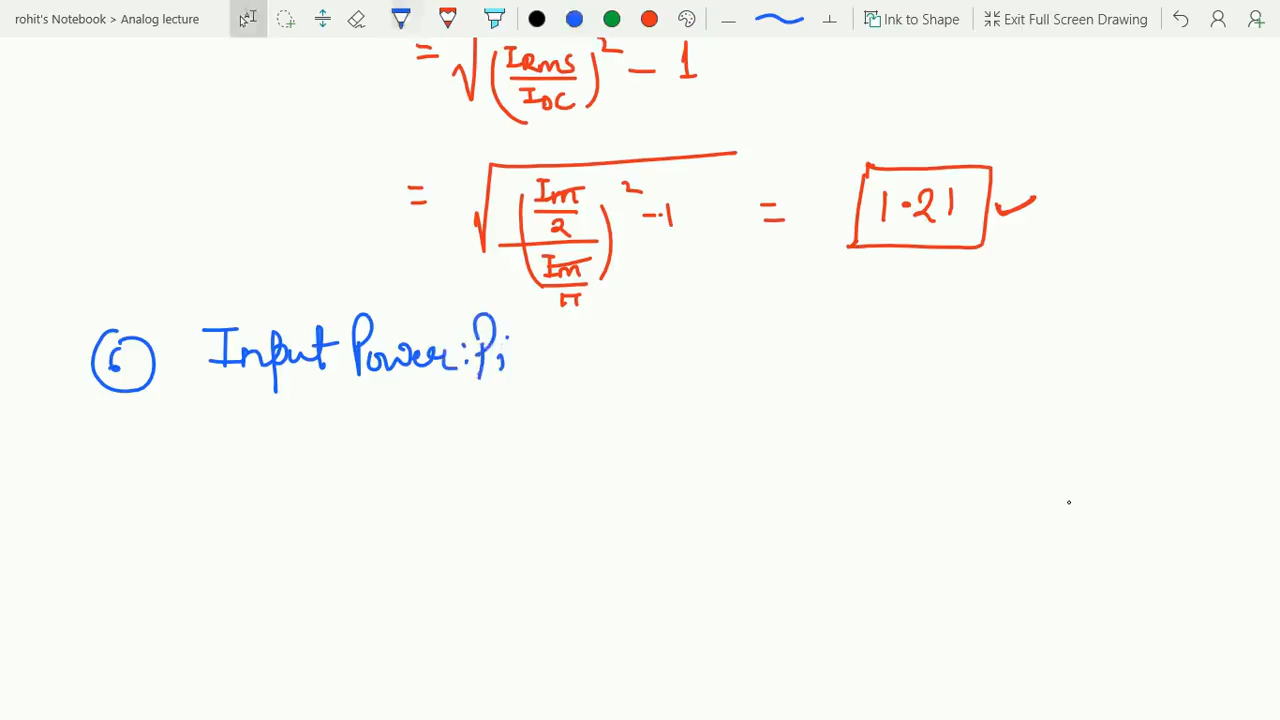 rohit's Notebook > Analog lecture
Ink to Shape
Exit Full Screen Drawing
= √(IRMS/IDC)² - 1
= √((Im/2)/(Im/π))² - 1 = 1.21 ✓
6 Input Power: Pi